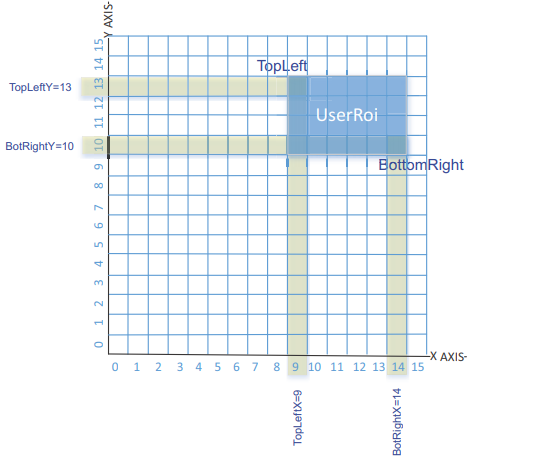 Y AXIS-
15
14
TopLeft
TopLeftY=13
13
12
11
UserRoi
BotRightY=10
10
9
BottomRight
8
7
6
5
4
3
2
1
0
X AXIS-
0 1 2 3 4 5 6 7 8 9 10 11 12 13 14 15
TopLeftX=9
BotRightX=14